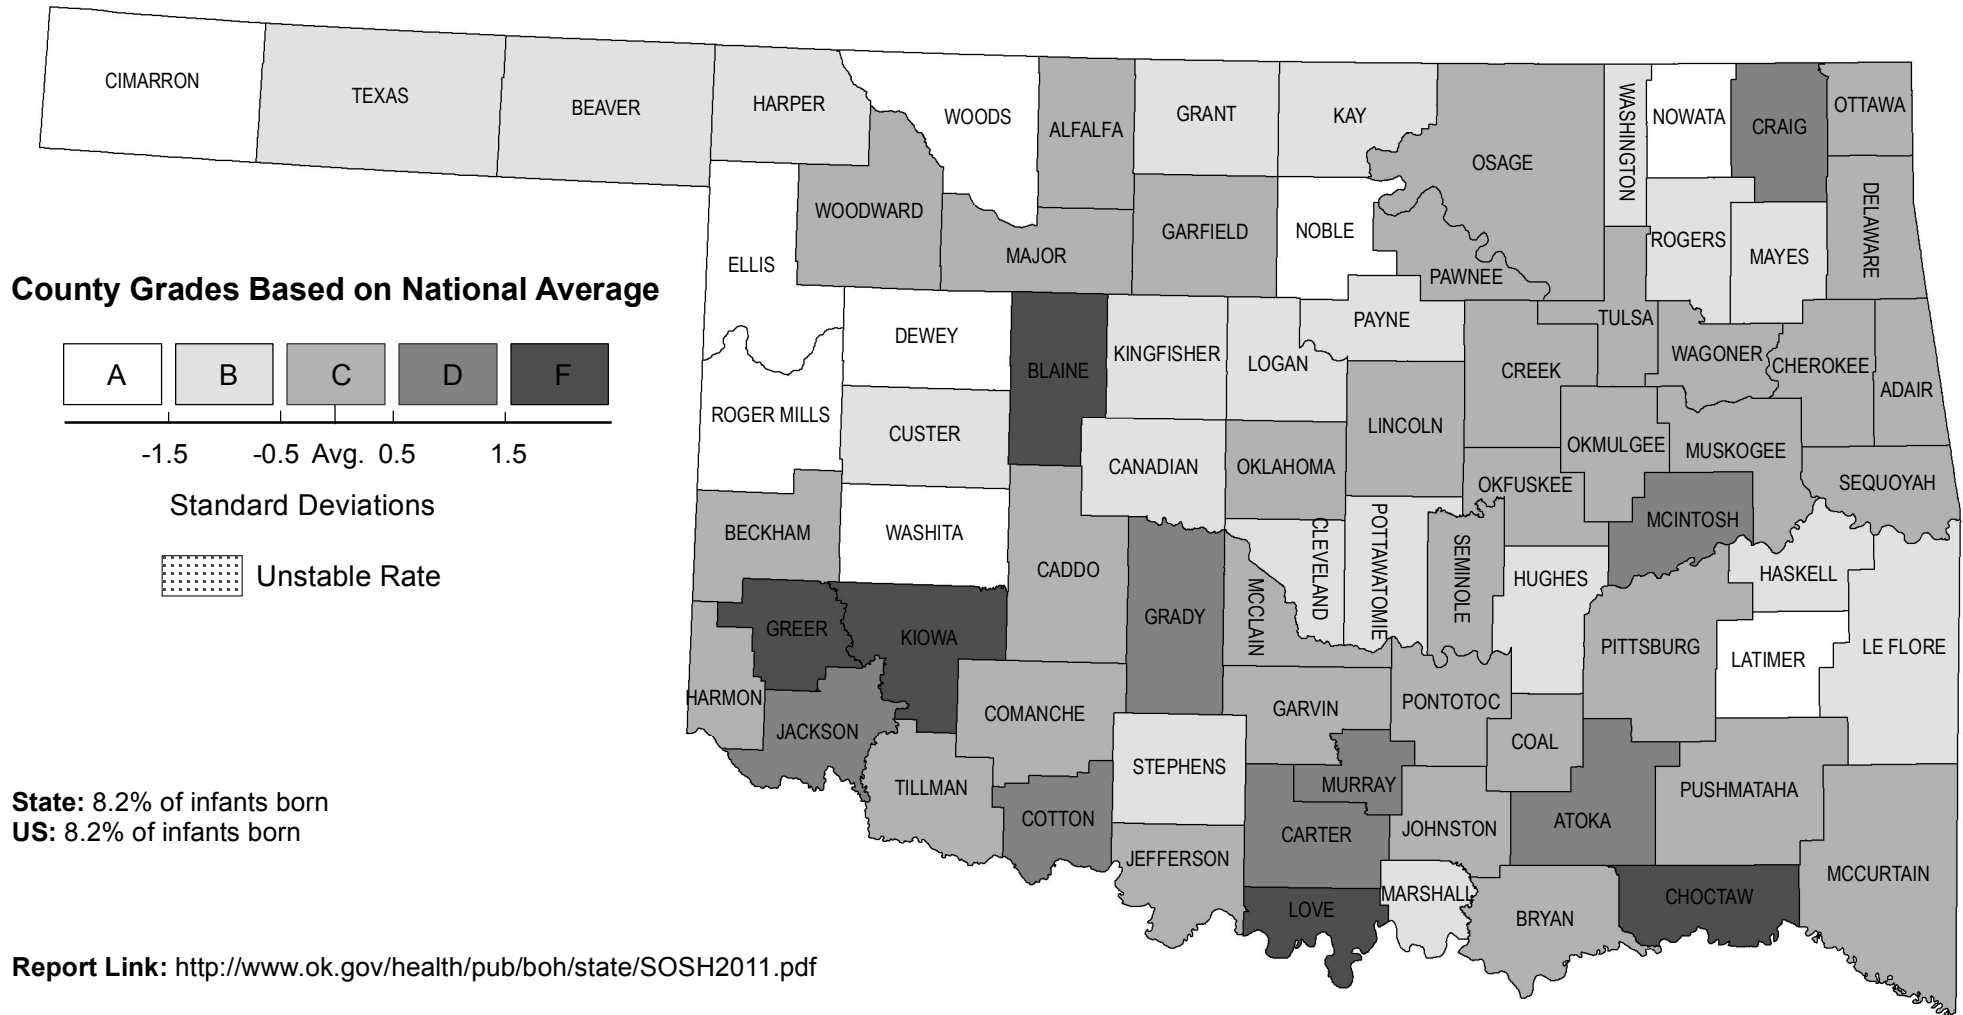 CIMARRON
TEXAS
BEAVER
HARPER
WOODS
ALFALFA
GRANT
KAY
OSAGE
WASHINGTON
NOWATA
CRAIG
OTTAWA
WOODWARD
MAJOR
GARFIELD
NOBLE
PAWNEE
ROGERS
MAYES
DELAWARE
ELLIS
County Grades Based on National Average
A B C D F
-1.5 -0.5 Avg. 0.5 1.5
Standard Deviations
Unstable Rate
DEWEY
BLAINE
KINGFISHER
LOGAN
PAYNE
TULSA
CREEK
WAGONER
CHEROKEE
ADAIR
ROGER MILLS
CUSTER
CANADIAN
OKLAHOMA
LINCOLN
OKMULGEE
MUSKOGEE
SEQUOYAH
OKFUSKEE
BECKHAM
WASHITA
CADDO
GRADY
MCCLAIN
CLEVELAND
POTTAWATOMIE
SEMINOLE
HUGHES
MCINTOSH
HASKELL
GREER
KIOWA
PITTSBURG
LATIMER
LE FLORE
HARMON
JACKSON
COMANCHE
GARVIN
PONTOTOC
COAL
TILLMAN
COTTON
STEPHENS
MURRAY
CARTER
JOHNSTON
ATOKA
PUSHMATAHA
JEFFERSON
LOVE
MARSHALL
BRYAN
CHOCTAW
MCCURTAIN
State: 8.2% of infants born
US: 8.2% of infants born
Report Link: http://www.ok.gov/health/pub/boh/state/SOSH2011.pdf